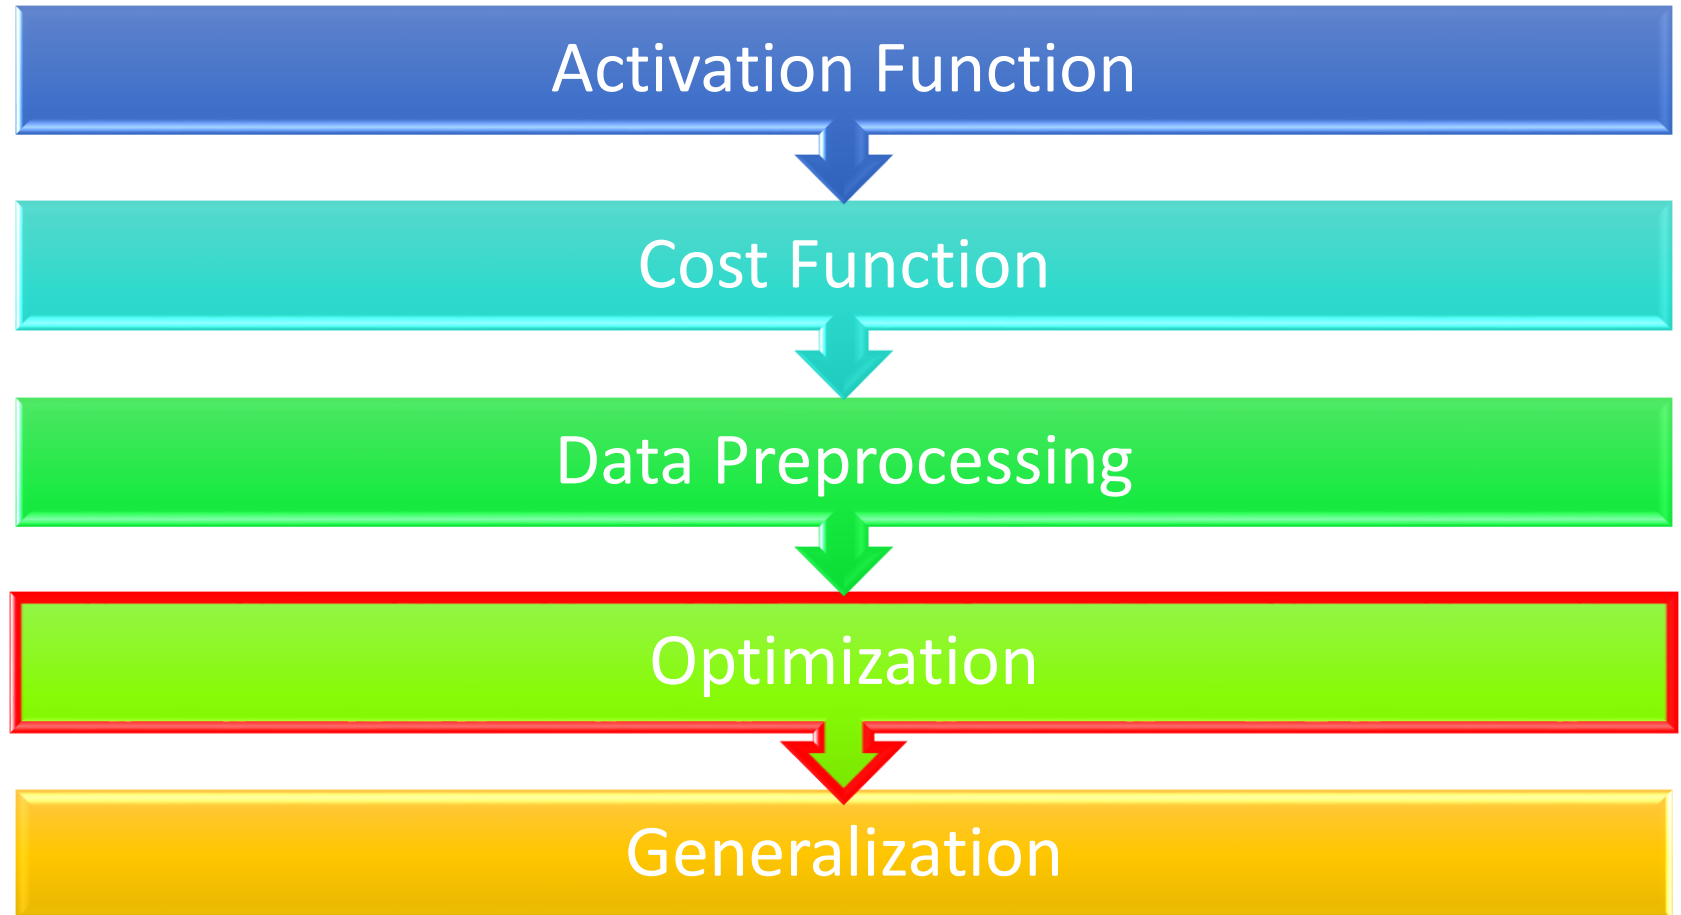 Activation Function
Cost Function
Data Preprocessing
Optimization
Generalization